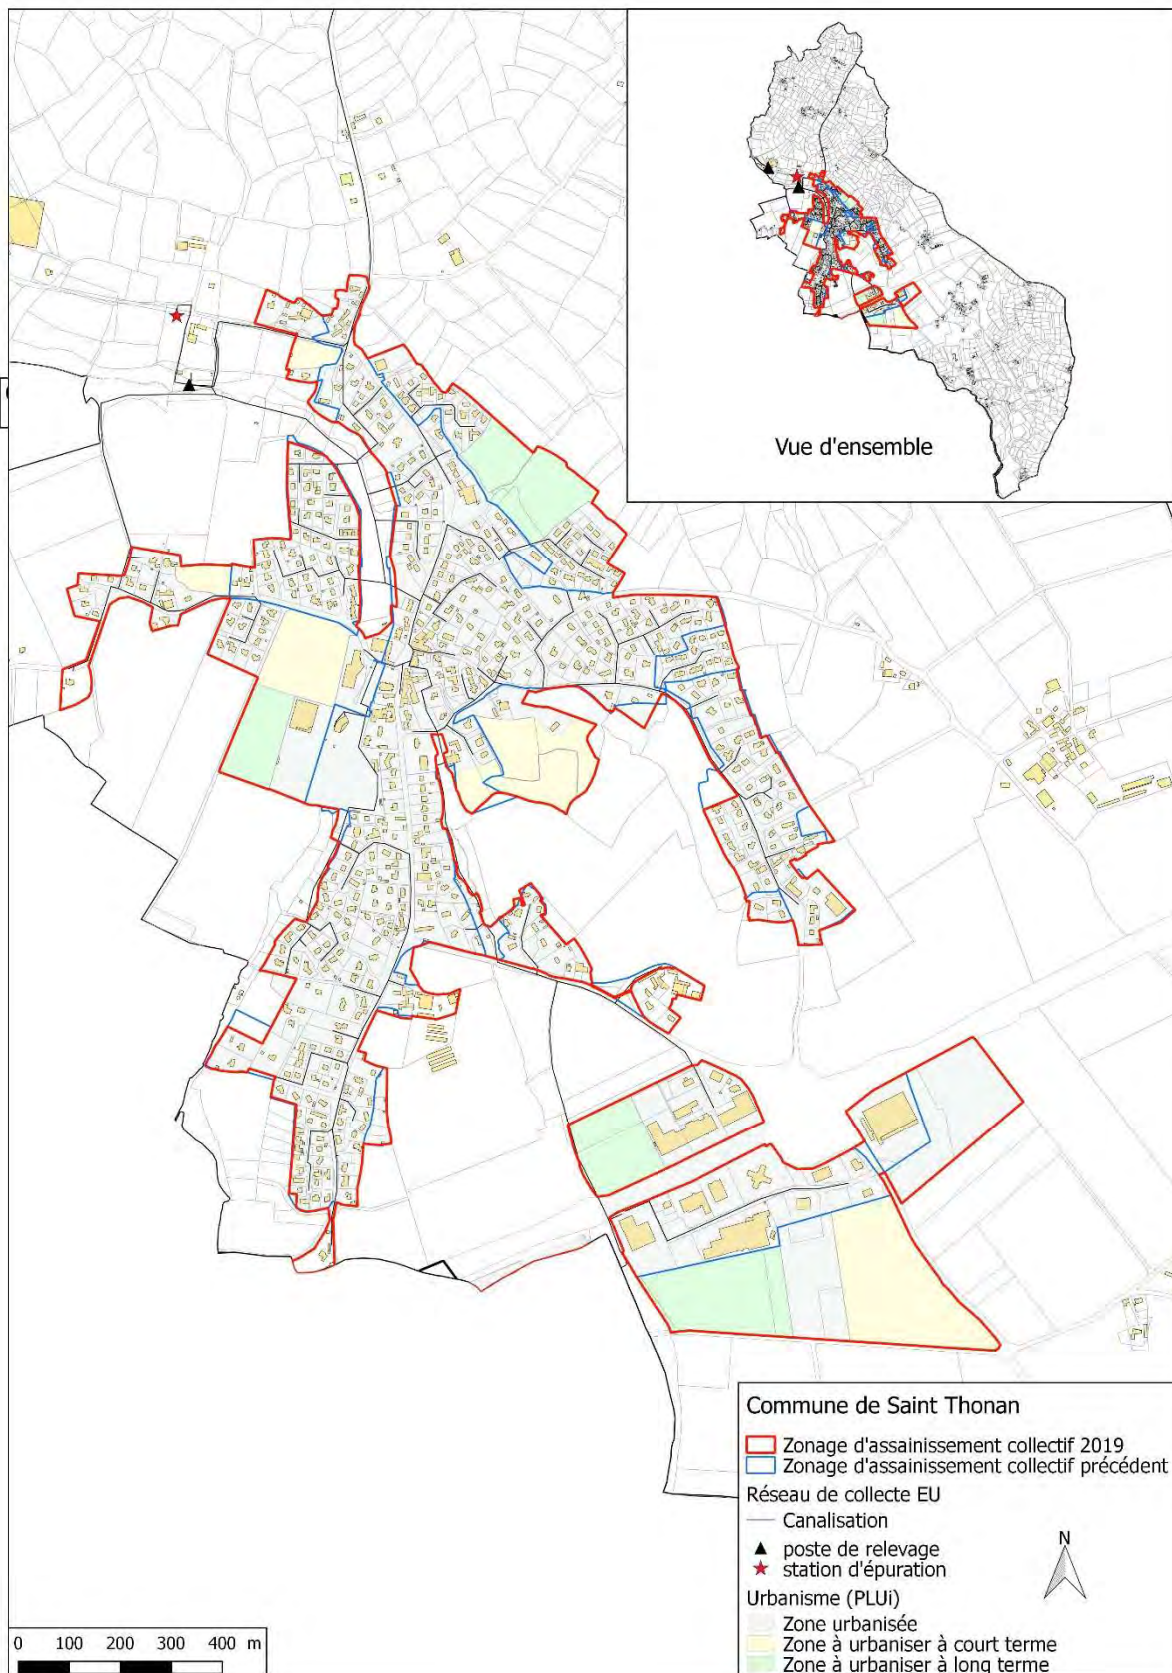 Vue d'ensemble
Commune de Saint Thonan
Zonage d'assainissement collectif 2019
Zonage d'assainissement collectif précédent
Réseau de collecte EU
Canalisation
poste de relevage
station d'épuration
N
Urbanisme (PLUi)
Zone urbanisée
Zone à urbaniser à court terme
Zone à urbaniser à long terme
0 100 200 300 400 m